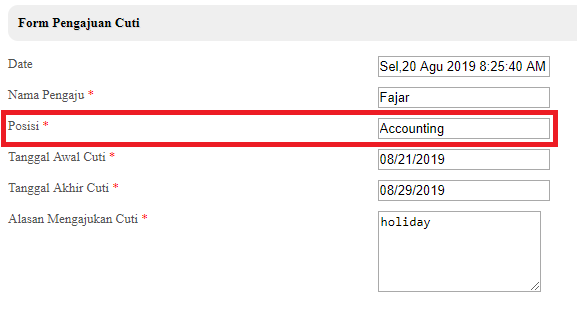 Form Pengajuan Cuti
Date Sel,20 Agu 2019 8:25:40 AM
Nama Pengaju * Fajar
Posisi * Accounting
Tanggal Awal Cuti * 08/21/2019
Tanggal Akhir Cuti * 08/29/2019
Alasan Mengajukan Cuti * holiday